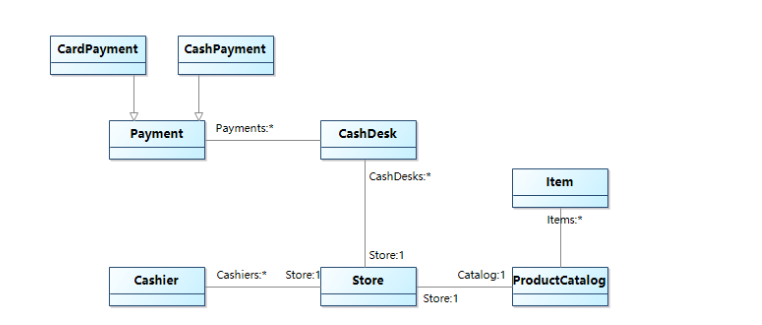 CardPayment
CashPayment
Payment
Payments:*
CashDesk
CashDesks:*
Item
Items:*
Store:1
Cashier
Cashiers:*
Store:1
Store
Catalog:1
Store:1
ProductCatalog